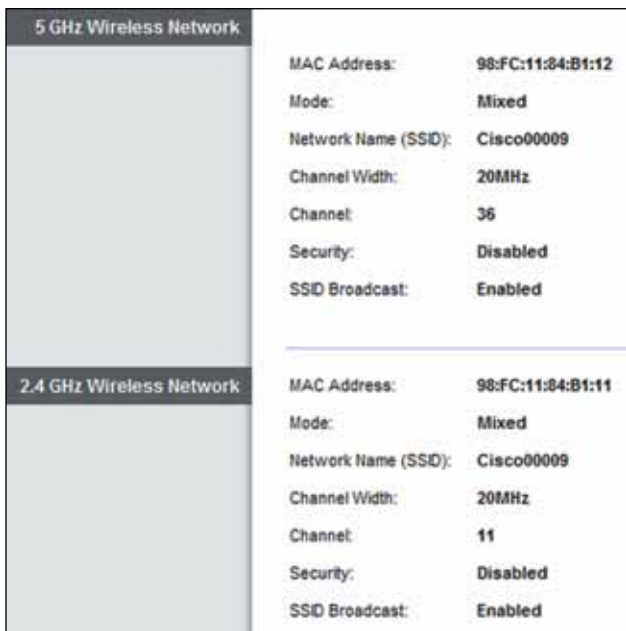 5 GHz Wireless Network
MAC Address: 98:FC:11:84:B1:12
Mode: Mixed
Network Name (SSID): Cisco00009
Channel Width: 20MHz
Channel: 36
Security: Disabled
SSID Broadcast: Enabled
2.4 GHz Wireless Network
MAC Address: 98:FC:11:84:B1:11
Mode: Mixed
Network Name (SSID): Cisco00009
Channel Width: 20MHz
Channel: 11
Security: Disabled
SSID Broadcast: Enabled